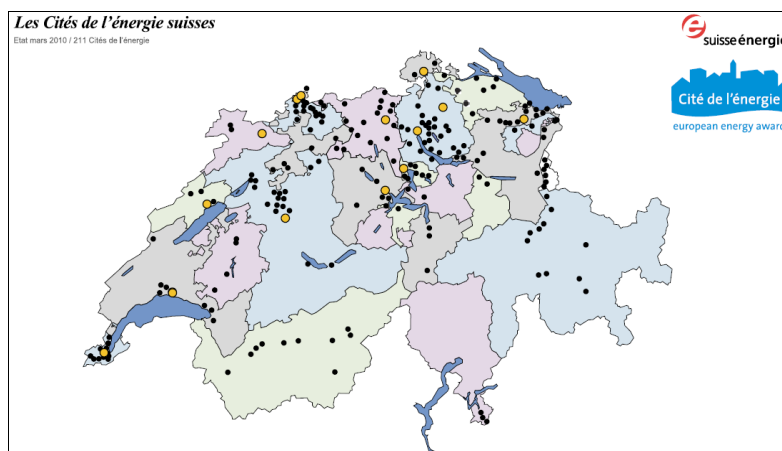 Les Cités de l'énergie suisses
Etat mars 2010 / 211 Cités de l'énergie
suisseénergie
Cité de l'énergie
european energy award